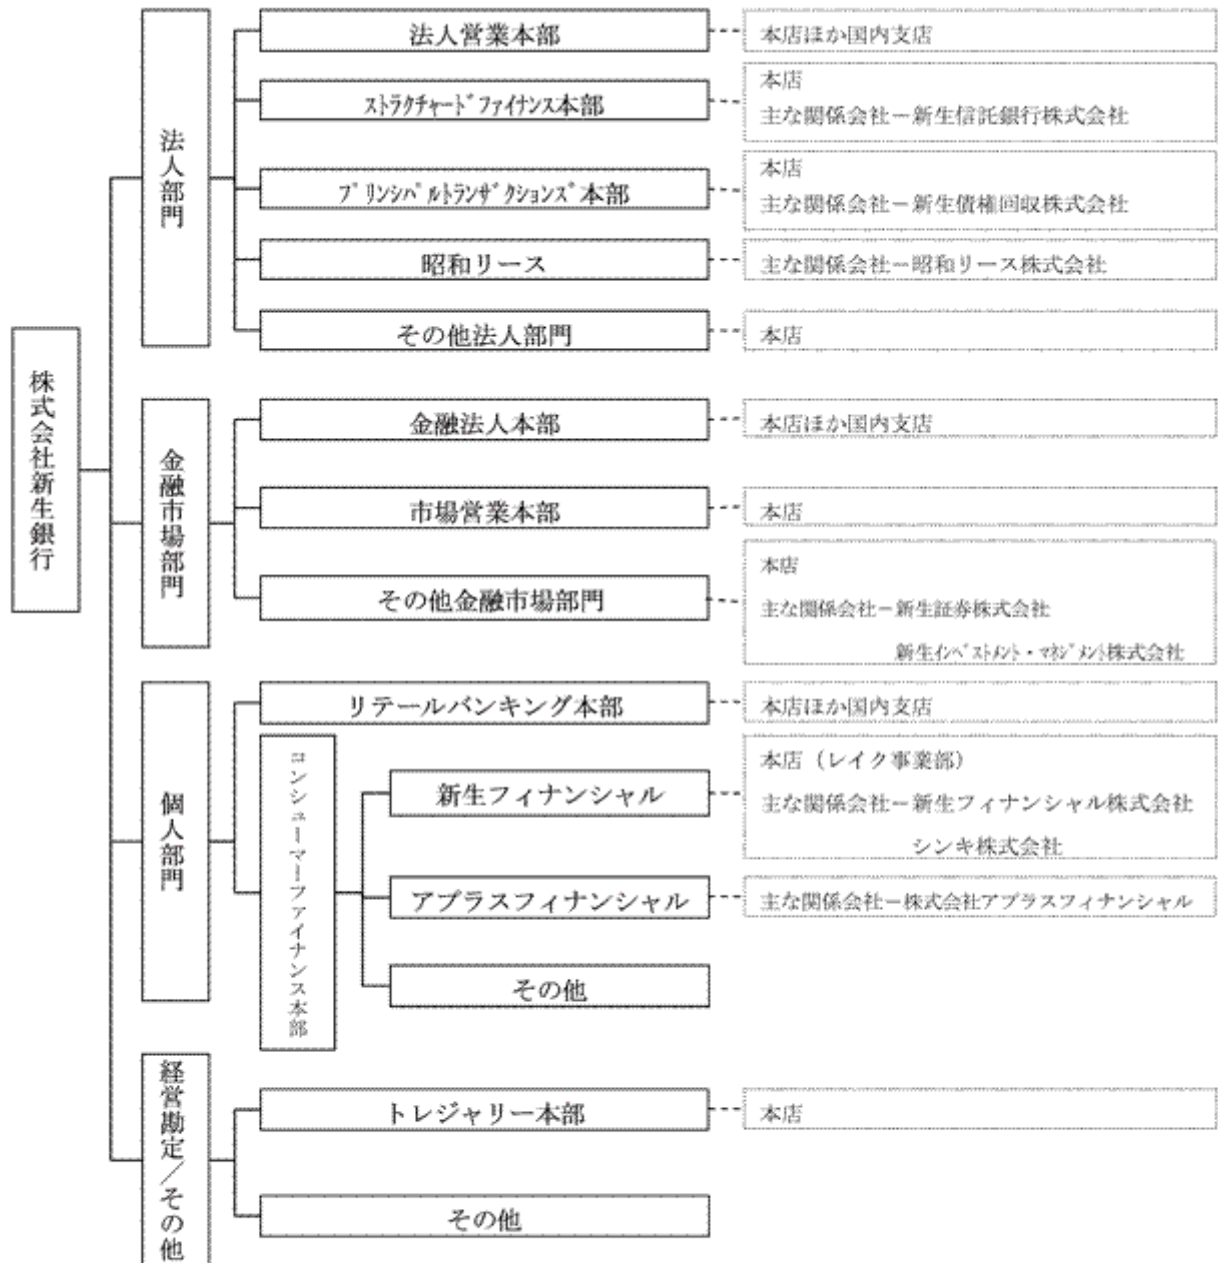 株式会社新生銀行
法人部門
法人営業本部
本店ほか国内支店
ストラクチャードファイナンス本部
本店
主な関係会社－新生信託銀行株式会社
プリンシパルトランザクションズ本部
本店
主な関係会社－新生債権回収株式会社
昭和リース
主な関係会社－昭和リース株式会社
その他法人部門
本店
金融市場部門
金融法人本部
本店ほか国内支店
市場営業本部
本店
その他金融市場部門
本店
主な関係会社－新生証券株式会社
新生インベストメント・マネジメント株式会社
個人部門
リテールバンキング本部
本店ほか国内支店
コンシューマーファイナンス本部
新生フィナンシャル
本店（レイク事業部）
主な関係会社－新生フィナンシャル株式会社
シンキ株式会社
アプラスフィナンシャル
主な関係会社－株式会社アプラスフィナンシャル
その他
経営勘定／その他
トレジャリー本部
本店
その他